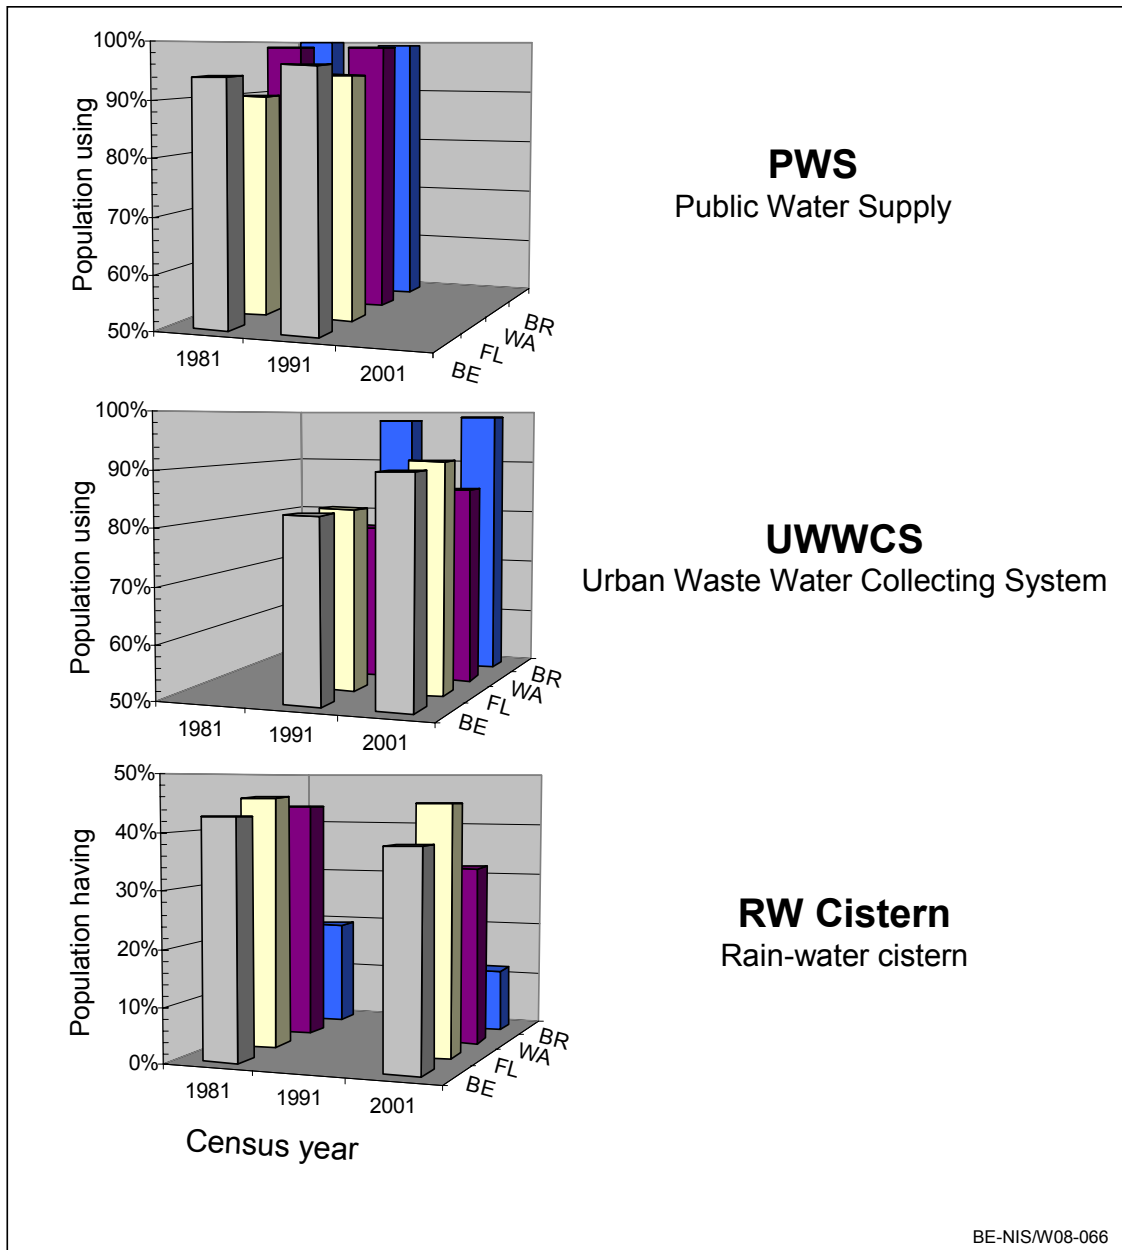 100%
90%
80%
70%
60%
50%
Population using
1981
1991
2001
BE
FL
WA
BR
PWS
Public Water Supply
100%
90%
80%
70%
60%
50%
Population using
1981
1991
2001
BE
FL
WA
BR
UWWCS
Urban Waste Water Collecting System
50%
40%
30%
20%
10%
0%
Population having
1981
1991
2001
BE
FL
WA
BR
Census year
RW Cistern
Rain-water cistern
BE-NIS/W08-066